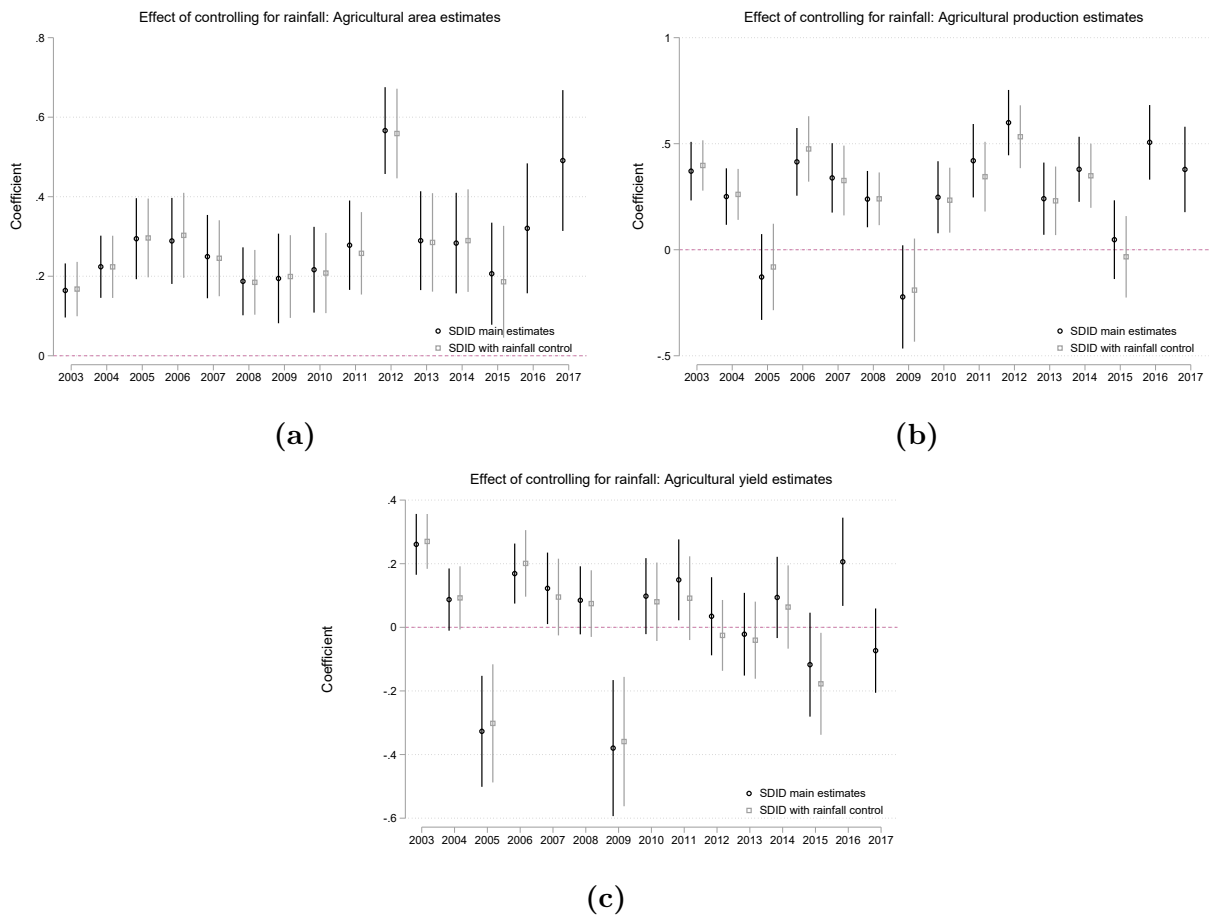 Effect of controlling for rainfall: Agricultural area estimates
.8
.6
.4
.2
0
Coefficient
SDID main estimates
SDID with rainfall control
2003 2004 2005 2006 2007 2008 2009 2010 2011 2012 2013 2014 2015 2016 2017
(a)
Effect of controlling for rainfall: Agricultural production estimates
1
.5
0
-.5
Coefficient
SDID main estimates
SDID with rainfall control
2003 2004 2005 2006 2007 2008 2009 2010 2011 2012 2013 2014 2015 2016 2017
(b)
Effect of controlling for rainfall: Agricultural yield estimates
.4
.2
0
-.2
-.4
-.6
Coefficient
SDID main estimates
SDID with rainfall control
2003 2004 2005 2006 2007 2008 2009 2010 2011 2012 2013 2014 2015 2016 2017
(c)